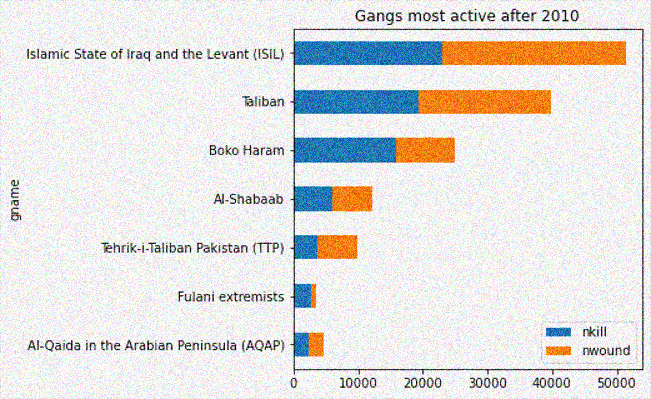 Gangs most active after 2010
Islamic State of Iraq and the Levant (ISIL)
Taliban
Boko Haram
Al-Shabaab
Tehrik-i-Taliban Pakistan (TTP)
Fulani extremists
Al-Qaida in the Arabian Peninsula (AQAP)
gname
nkill
nwound
0 10000 20000 30000 40000 50000